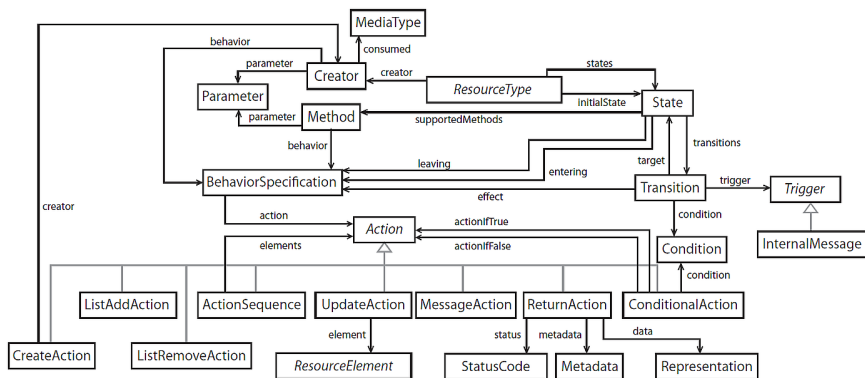 MediaType
behavior
consumed
states
parameter
Creator
creator
ResourceType
Parameter
initialState
State
parameter
Method
supportedMethods
behavior
transitions
leaving
entering
target
BehaviorSpecification
effect
Transition
trigger
Trigger
creator
action
Action
actionIfTrue
condition
elements
actionIfFalse
Condition
InternalMessage
condition
ListAddAction
ActionSequence
UpdateAction
MessageAction
ReturnAction
ConditionalAction
element
status
metadata
data
CreateAction
ListRemoveAction
ResourceElement
StatusCode
Metadata
Representation